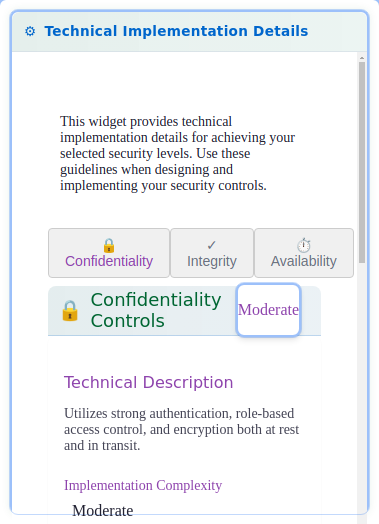 ⚙ Technical Implementation Details
This widget provides technical
implementation details for achieving your
selected security levels. Use these
guidelines when designing and
implementing your security controls.
🔒 ✓ ⏱️
Confidentiality Integrity Availability
🔒 Confidentiality
Controls
Moderate
Technical Description
Utilizes strong authentication, role-based
access control, and encryption both at rest
and in transit.
Implementation Complexity
Moderate